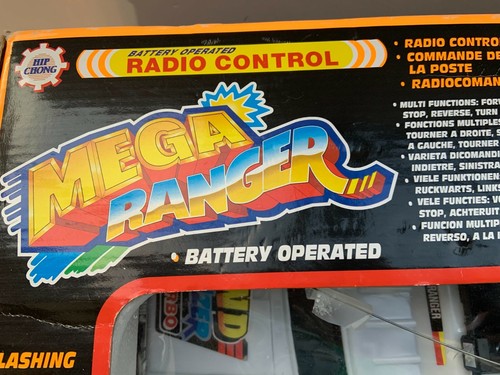 HIP
CHONG
BATTERY OPERATED
RADIO CONTROL
• RADIO CONTRO
• COMMANDE DE
LA POSTE
• RADIOCOMAN
MEGA
RANGER
• MULTI FUNCTIONS: FOR
STOP, REVERSE, TURN
• FONCTIONS MULTIPLES
TOURNER A DROITE,
A GAUCHE, TOURNER
• VARIETA DICOMANDI
INDIETRE, SINISTRA
• VIELE FUNKTIONEN:
RUCKWARTS, LINK
• VELE FUNCTIES: V
STOP, ACHTERUIT
• FUNCION MULTIP
REVERSO, A LA
• BATTERY OPERATED
LASHING
RANGER